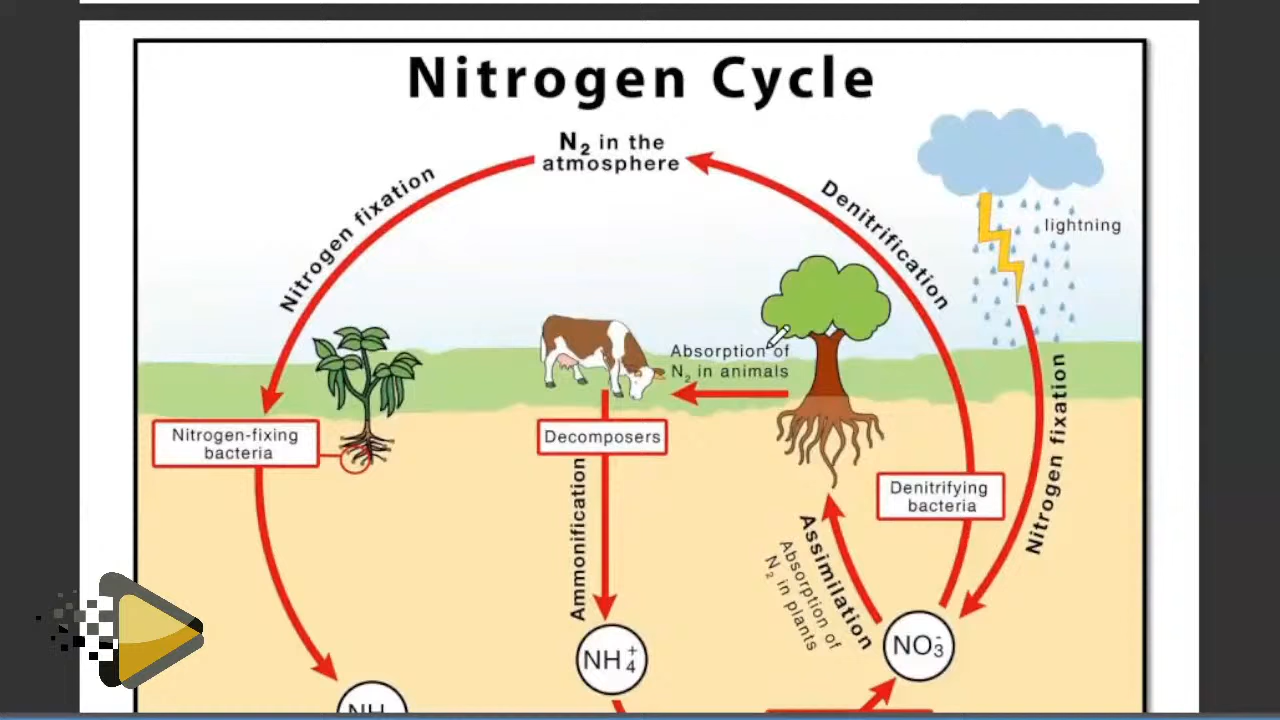 Nitrogen Cycle
N₂ in the
atmosphere
Nitrogen fixation
Denitrification
lightning
Absorption of
N₂ in animals
Nitrogen-fixing
bacteria
Decomposers
Denitrifying
bacteria
Nitrogen fixation
Ammonification
Assimilation
Absorption of
N₂ in plants
NO₃⁻
NH₄⁺
NH